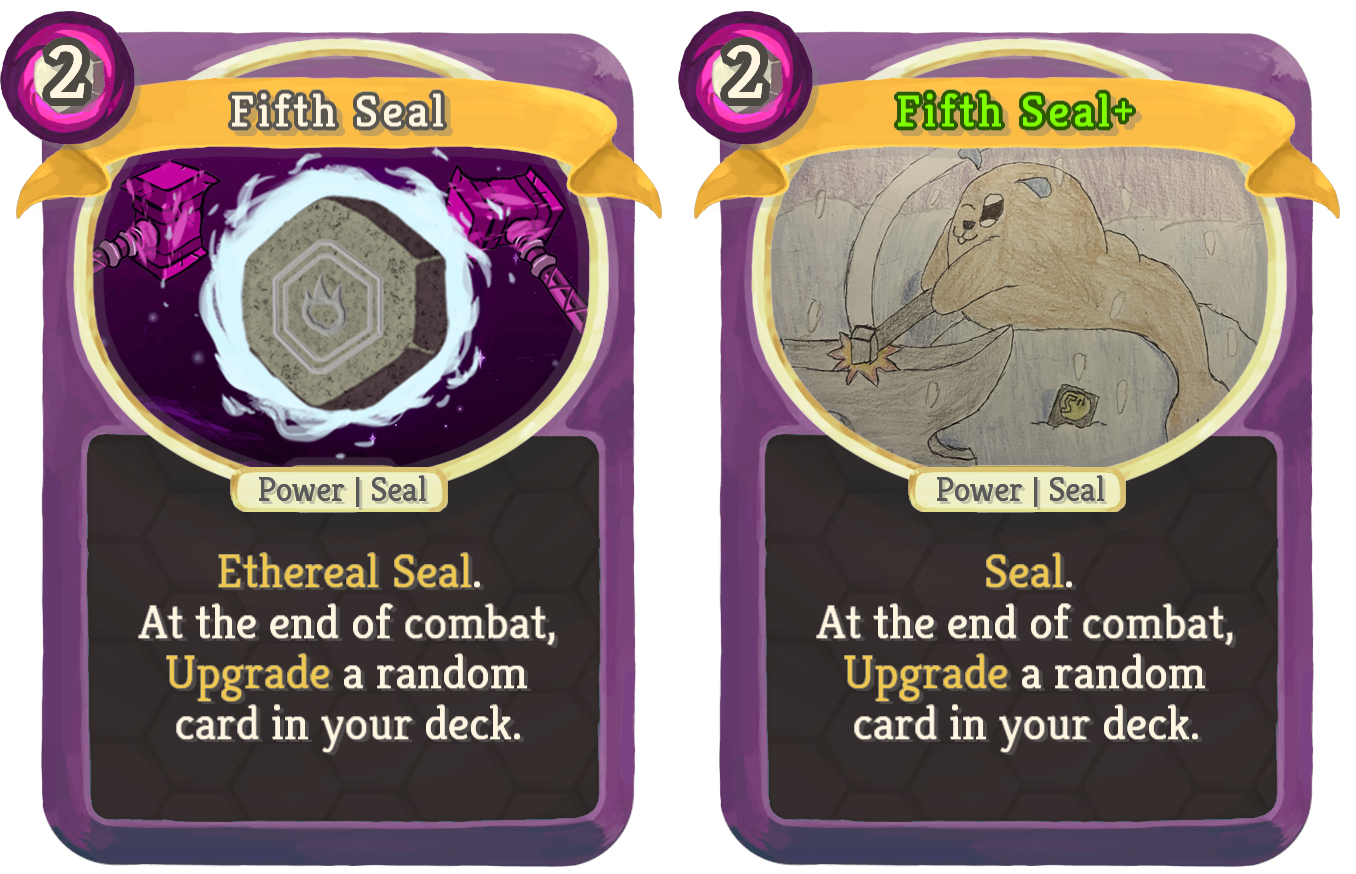 2
Fifth Seal
Power | Seal
Ethereal Seal.
At the end of combat,
Upgrade a random
card in your deck.
2
Fifth Seal+
Power | Seal
Seal.
At the end of combat,
Upgrade a random
card in your deck.